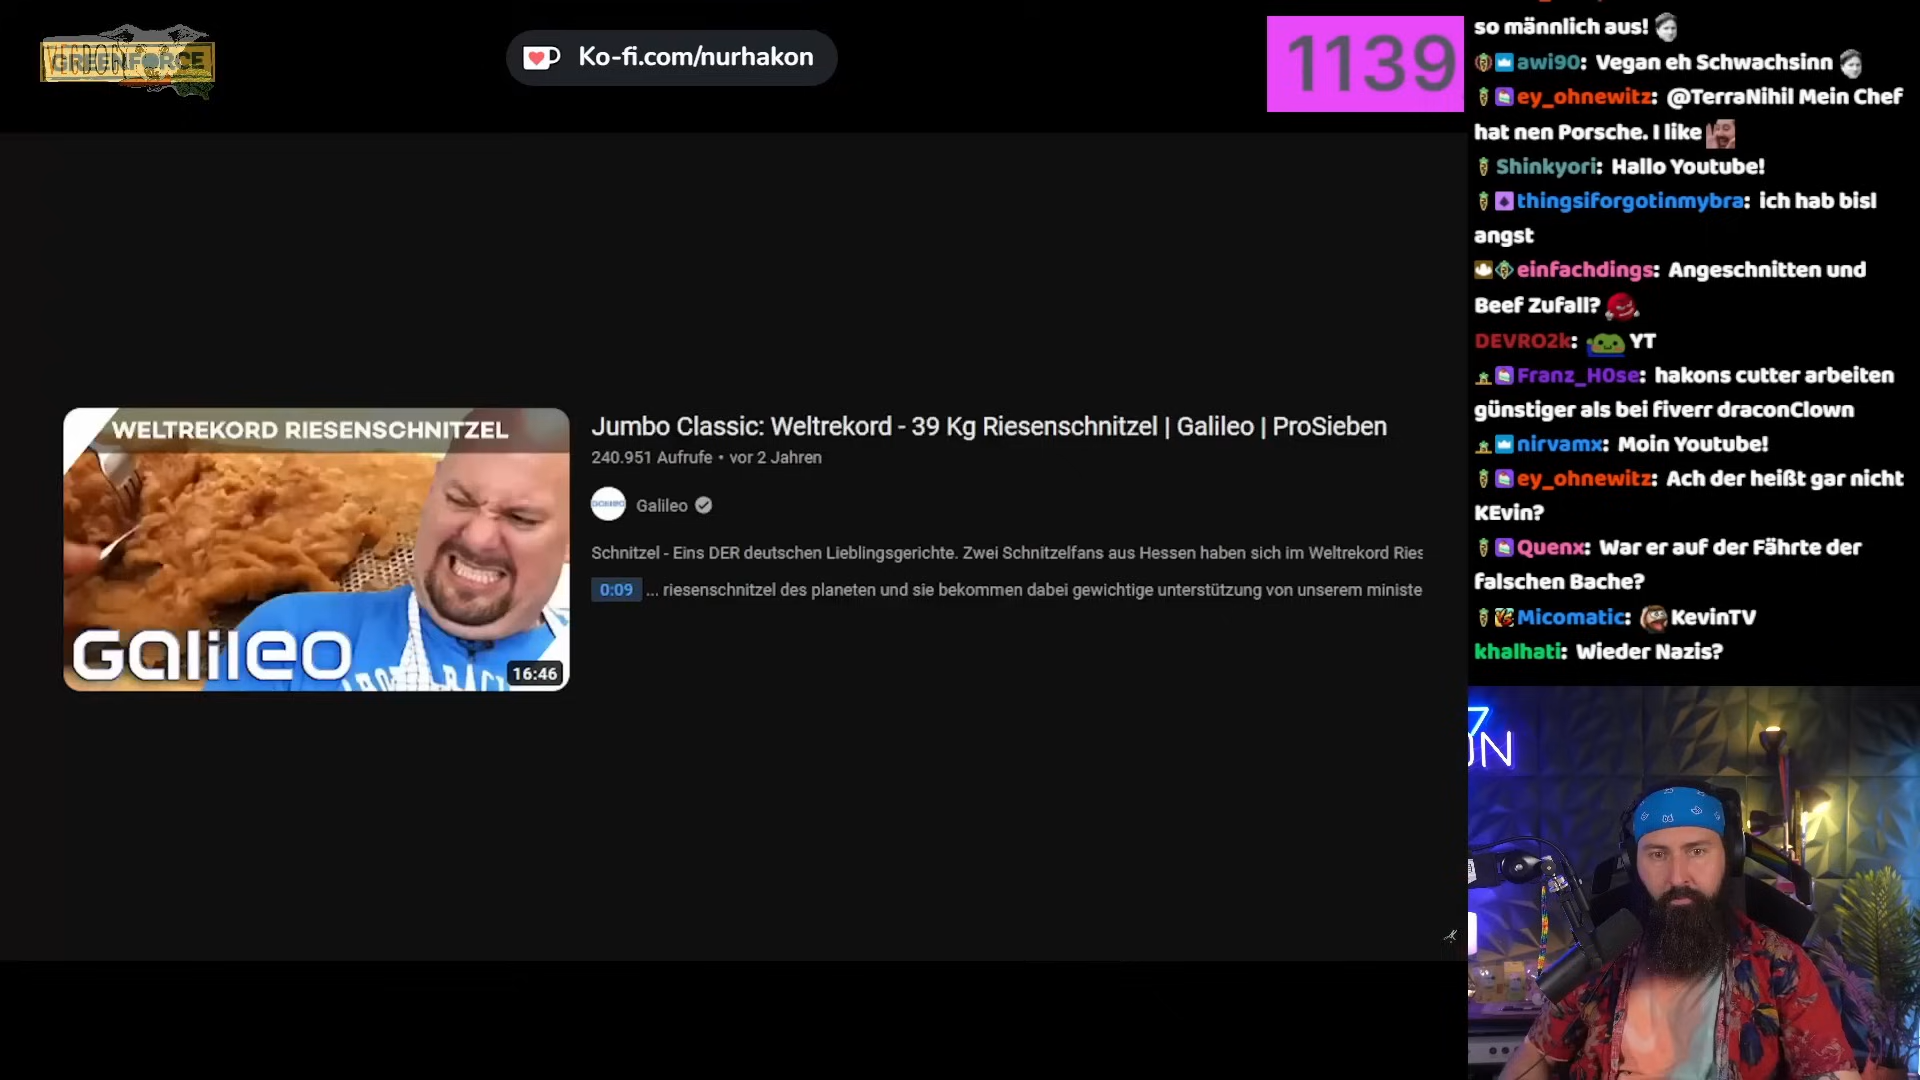 GREENFORCE
Ko-fi.com/nurhakon
1139
WELTREKORD RIESENSCHNITZEL
Galileo
16:46
Jumbo Classic: Weltrekord - 39 Kg Riesenschnitzel | Galileo | ProSieben
240.951 Aufrufe • vor 2 Jahren
Galileo
Schnitzel - Eins DER deutschen Lieblingsgerichte. Zwei Schnitzelfans aus Hessen haben sich im Weltrekord Ries
0:09 ... riesenschnitzel des planeten und sie bekommen dabei gewichtige unterstützung von unserem ministe
so männlich aus!
awi90: Vegan eh Schwachsinn
ey_ohnewitz: @TerraNihil Mein Chef
hat nen Porsche. I like
Shinkyori: Hallo Youtube!
thingsiforgotinmybra: ich hab bisl
angst
einfachdings: Angeschnitten und
Beef Zufall?
DEVRO2k: YT
Franz_H0se: hakons cutter arbeiten
günstiger als bei fiverr draconClown
nirvamx: Moin Youtube!
ey_ohnewitz: Ach der heißt gar nicht
KEvin?
Quenx: War er auf der Fährte der
falschen Bache?
Micomatic: KevinTV
khalhati: Wieder Nazis?